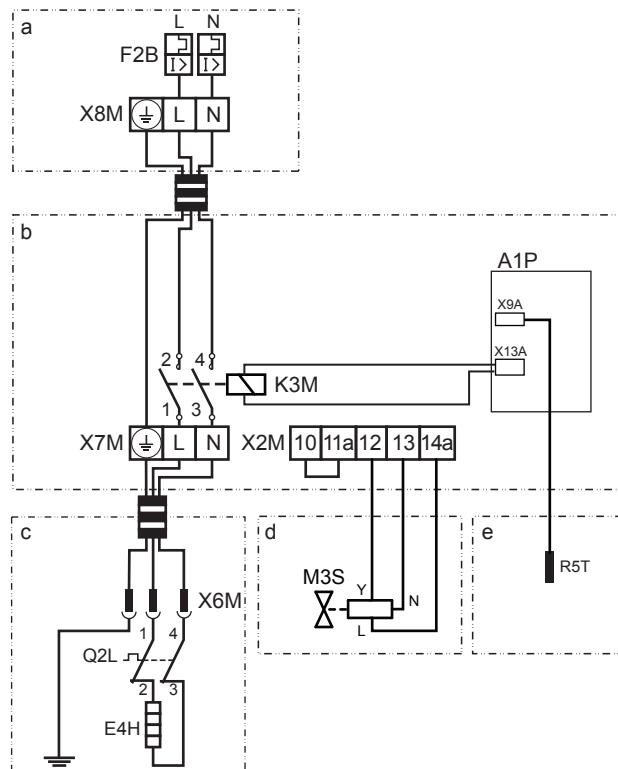 a
L N
F2B
I> I>
X8M L N
b
A1P
X9A
X13A
2 4
K3M
1 3
X7M L N X2M 10 11a 12 13 14a
c d e
M3S Y N L
R5T
X6M
1 4
Q2L
2 3
E4H